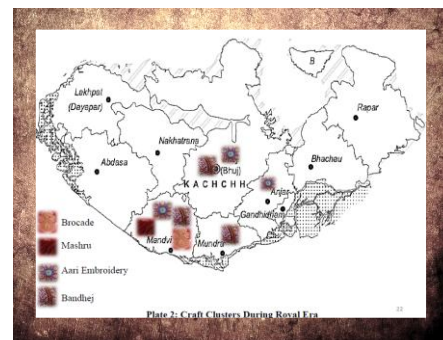 B
Lakhpat
(Dayapar)
Rapar
Nakhatrana
Abdasa
(Bhuj)
Bhachau
KACHCHH
Anjar
Gandhidham
Mandvi
Mundra
Brocade
Mashru
Aari Embroidery
Bandhej
Plate 2: Craft Clusters During Royal Era